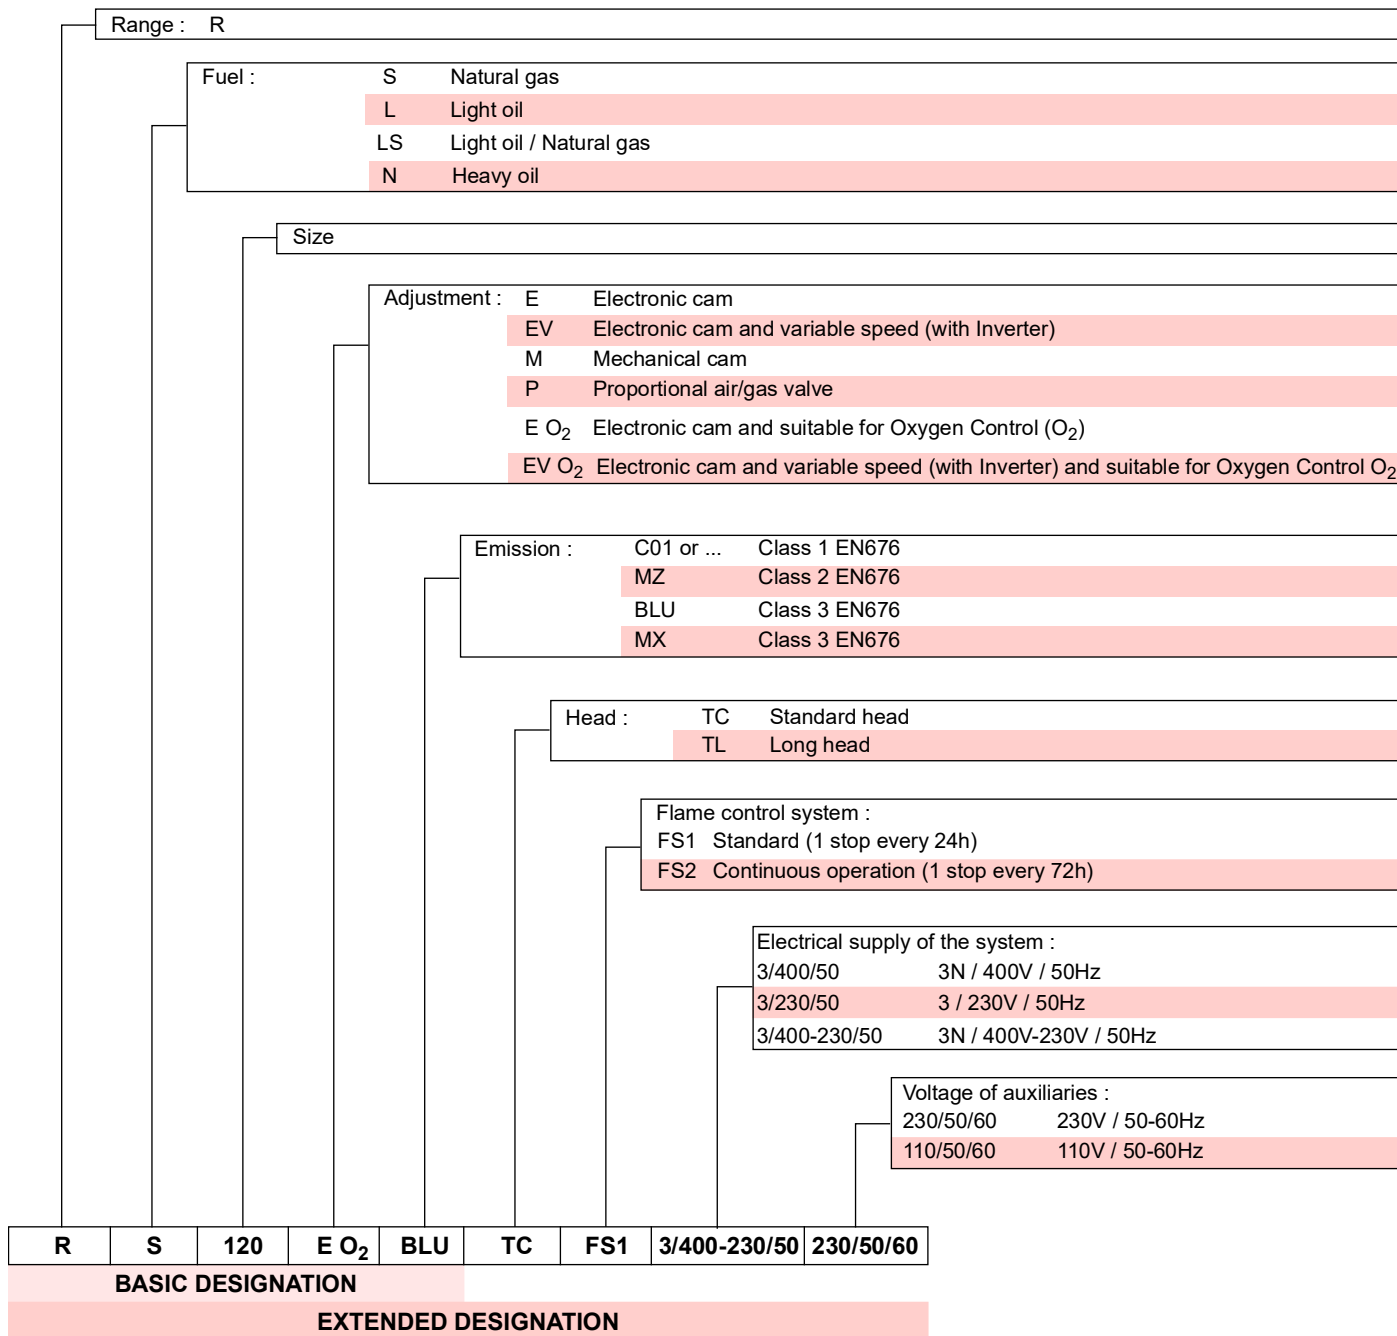 Range : R
Fuel : S Natural gas
L Light oil
LS Light oil / Natural gas
N Heavy oil
Size
Adjustment : E Electronic cam
EV Electronic cam and variable speed (with Inverter)
M Mechanical cam
P Proportional air/gas valve
E O2 Electronic cam and suitable for Oxygen Control (O2)
EV O2 Electronic cam and variable speed (with Inverter) and suitable for Oxygen Control O2
Emission : C01 or ... Class 1 EN676
MZ Class 2 EN676
BLU Class 3 EN676
MX Class 3 EN676
Head : TC Standard head
TL Long head
Flame control system :
FS1 Standard (1 stop every 24h)
FS2 Continuous operation (1 stop every 72h)
Electrical supply of the system :
3/400/50 3N / 400V / 50Hz
3/230/50 3 / 230V / 50Hz
3/400-230/50 3N / 400V-230V / 50Hz
Voltage of auxiliaries :
230/50/60 230V / 50-60Hz
110/50/60 110V / 50-60Hz
R S 120 E O2 BLU TC FS1 3/400-230/50 230/50/60
BASIC DESIGNATION
EXTENDED DESIGNATION